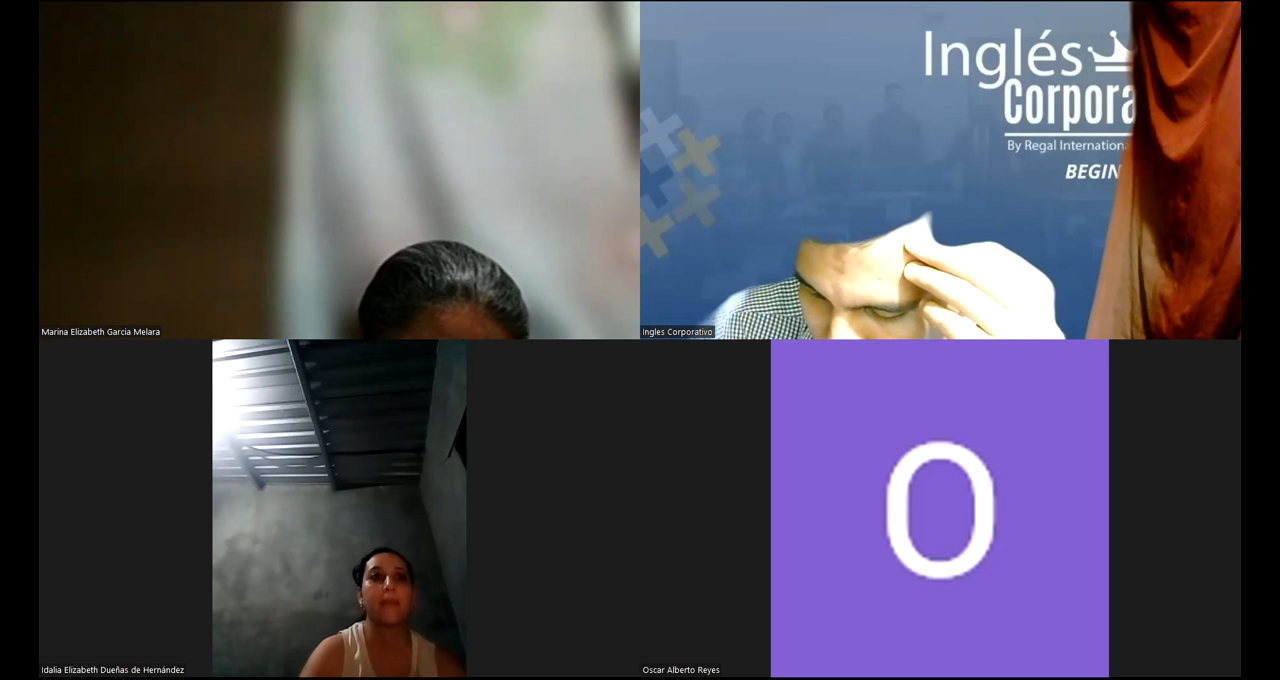 Inglés
Corpora
By Regal Internationa
BEGIN
Marina Elizabeth Garcia Melara
Ingles Corporativo
O
Idalia Elizabeth Dueñas de Hernández
Oscar Alberto Reyes